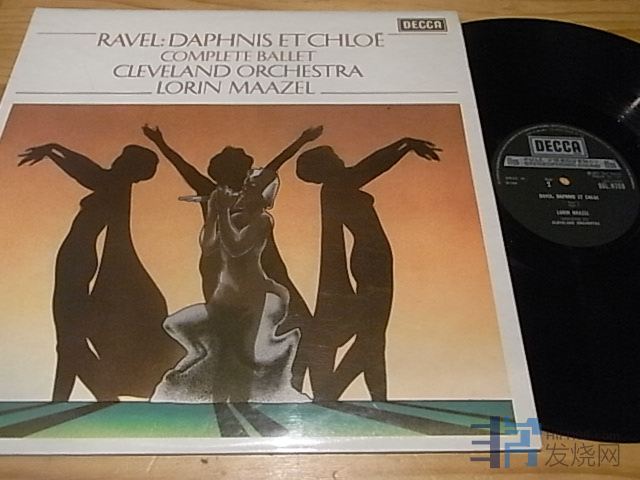 DECCA
RAVEL: DAPHNIS ET CHLOË
COMPLETE BALLET
CLEVELAND ORCHESTRA
LORIN MAAZEL
DECCA
RAVEL: DAPHNIS ET CHLOE
LORIN MAAZEL
CLEVELAND ORCHESTRA
发烧网